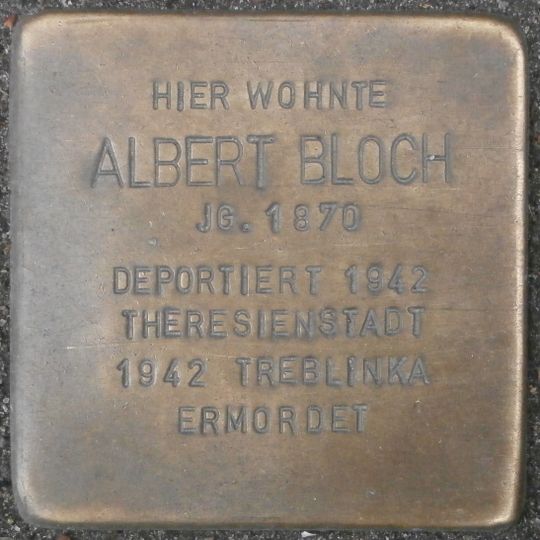 HIER WOHNTE
ALBERT BLOCH
JG. 1870
DEPORTIERT 1942
THERESIENSTADT
1942 TREBLINKA
ERMORDET